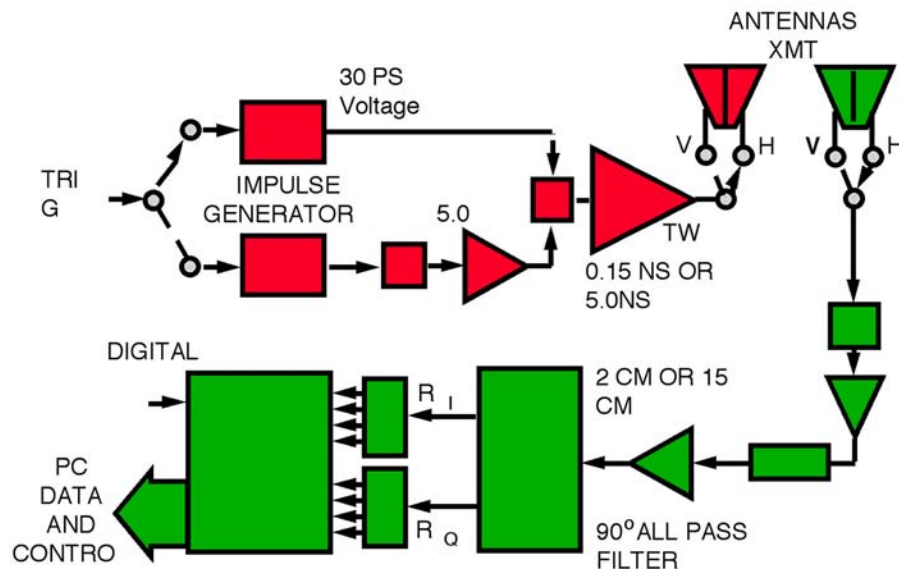 ANTENNAS
XMT
30 PS
Voltage
V
H
V
H
TRI
G
IMPULSE
GENERATOR
5.0
TW
0.15 NS OR
5.0NS
DIGITAL
R I
2 CM OR 15
CM
PC
DATA
AND
CONTRO
R Q
90° ALL PASS
FILTER